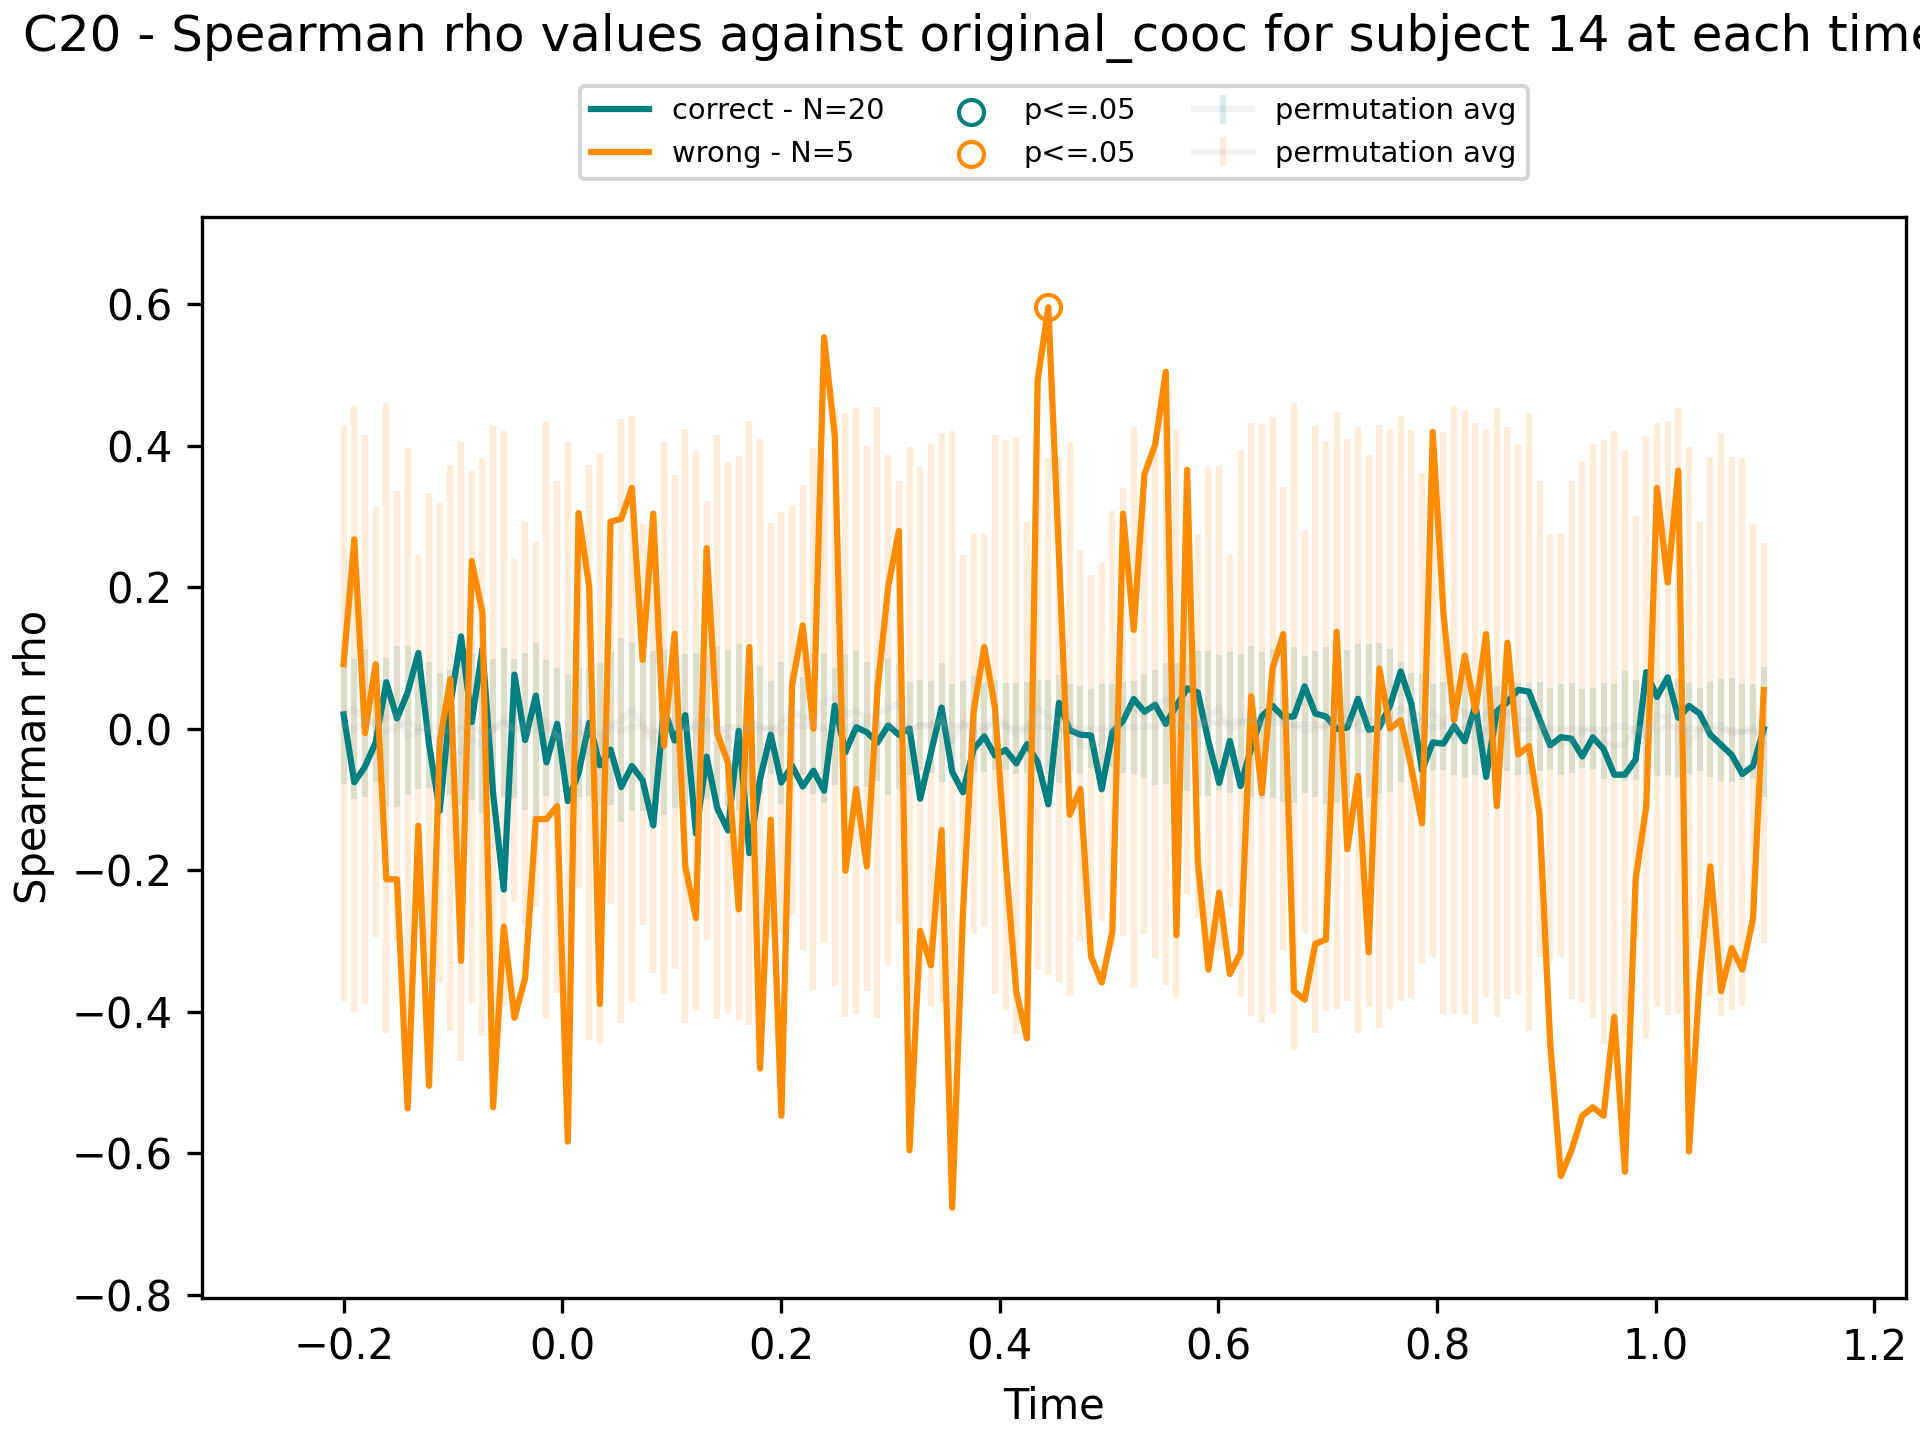 C20 - Spearman rho values against original_cooc for subject 14 at each time
correct - N=20 p<=.05 permutation avg
wrong - N=5 p<=.05 permutation avg
Spearman rho
0.6
0.4
0.2
0.0
−0.2
−0.4
−0.6
−0.8
−0.2 0.0 0.2 0.4 0.6 0.8 1.0 1.2
Time